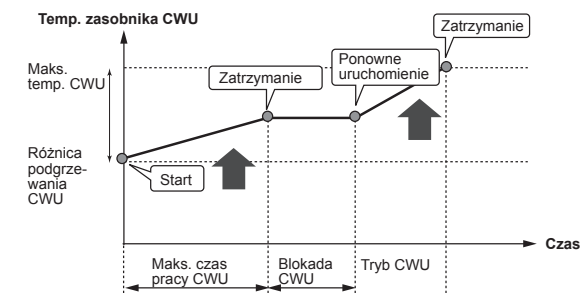 Temp. zasobnika CWU
Zatrzymanie
Ponowne
uruchomienie
Maks.
temp. CWU
Zatrzymanie
Różnica
podgrze-
wania
CWU
Start
Czas
Maks. czas
pracy CWU
Blokada
CWU
Tryb CWU